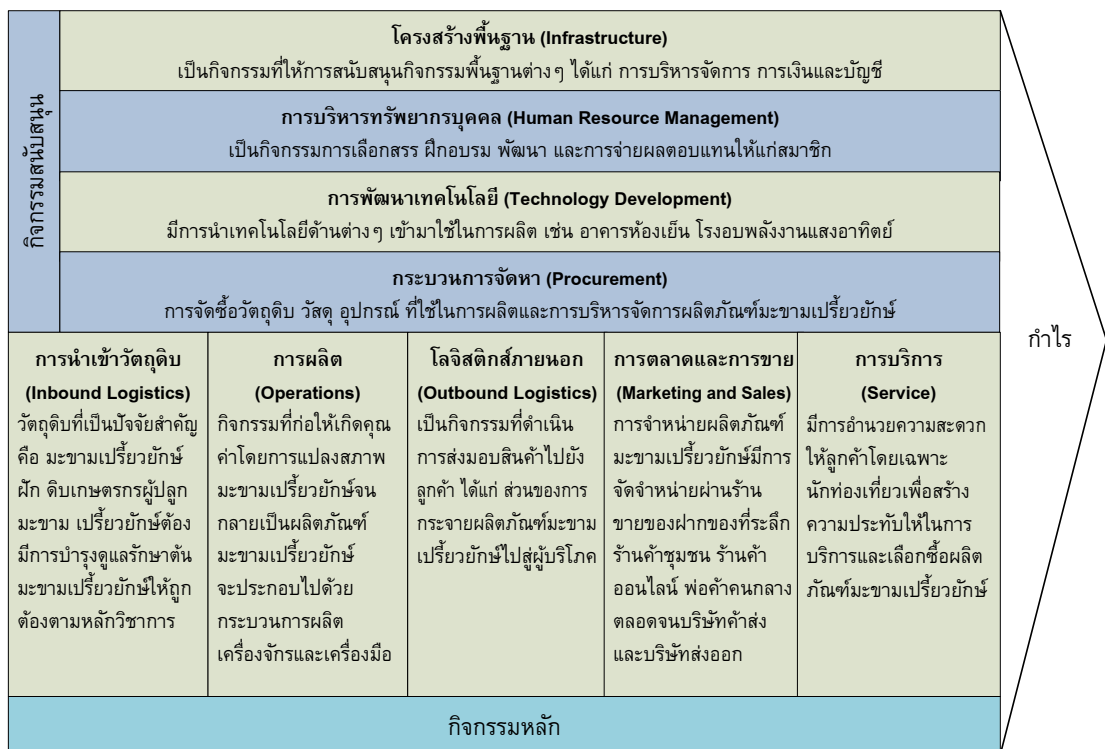 กิจกรรมสนับสนุน
โครงสร้างพื้นฐาน (Infrastructure)
เป็นกิจกรรมที่ให้การสนับสนุนกิจกรรมพื้นฐานต่างๆ ได้แก่ การบริหารจัดการ การเงินและบัญชี
การบริหารทรัพยากรบุคคล (Human Resource Management)
เป็นกิจกรรมการเลือกสรร ฝึกอบรม พัฒนา และการจ่ายผลตอบแทนให้แก่สมาชิก
การพัฒนาเทคโนโลยี (Technology Development)
มีการนำเทคโนโลยีด้านต่างๆ เข้ามาใช้ในการผลิต เช่น อาคารห้องเย็น โรงอบพลังงานแสงอาทิตย์
กระบวนการจัดหา (Procurement)
การจัดซื้อวัตถุดิบ วัสดุ อุปกรณ์ ที่ใช้ในการผลิตและการบริหารจัดการผลิตภัณฑ์มะขามเปรี้ยวยักษ์
การนำเข้าวัตถุดิบ
(Inbound Logistics)
วัตถุดิบที่เป็นปัจจัยสำคัญ
คือ มะขามเปรี้ยวยักษ์
ฝัก ดิบเกษตรกรผู้ปลูก
มะขาม เปรี้ยวยักษ์ต้อง
มีการบำรุงดูแลรักษาต้น
มะขามเปรี้ยวยักษ์ให้ถูก
ต้องตามหลักวิชาการ
การผลิต
(Operations)
กิจกรรมที่ก่อให้เกิดคุณ
ค่าโดยการแปลงสภาพ
มะขามเปรี้ยวยักษ์จน
กลายเป็นผลิตภัณฑ์
มะขามเปรี้ยวยักษ์
จะประกอบไปด้วย
กระบวนการผลิต
เครื่องจักรและเครื่องมือ
โลจิสติกส์ภายนอก
(Outbound Logistics)
เป็นกิจกรรมที่ดำเนิน
การส่งมอบสินค้าไปยัง
ลูกค้า ได้แก่ ส่วนของการ
กระจายผลิตภัณฑ์มะขาม
เปรี้ยวยักษ์ไปสู่ผู้บริโภค
การตลาดและการขาย
(Marketing and Sales)
การจำหน่ายผลิตภัณฑ์
มะขามเปรี้ยวยักษ์มีการ
จัดจำหน่ายผ่านร้าน
ขายของฝากของที่ระลึก
ร้านค้าชุมชน ร้านค้า
ออนไลน์ พ่อค้าคนกลาง
ตลอดจนบริษัทค้าส่ง
และบริษัทส่งออก
การบริการ
(Service)
มีการอำนวยความสะดวก
ให้ลูกค้าโดยเฉพาะ
นักท่องเที่ยวเพื่อสร้าง
ความประทับให้ในการ
บริการและเลือกซื้อผลิต
ภัณฑ์มะขามเปรี้ยวยักษ์
กำไร
กิจกรรมหลัก